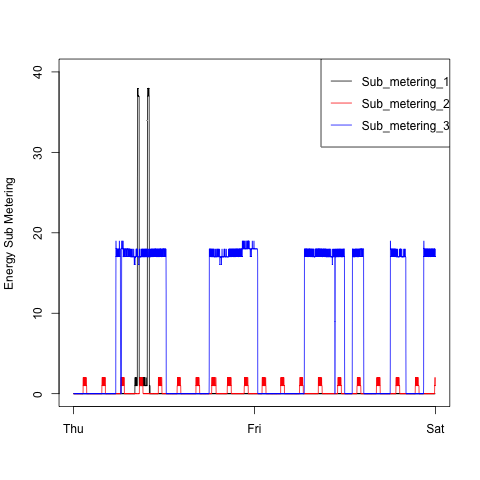 Energy Sub Metering
40
30
20
10
0
Sub_metering_1
Sub_metering_2
Sub_metering_3
Thu Fri Sat